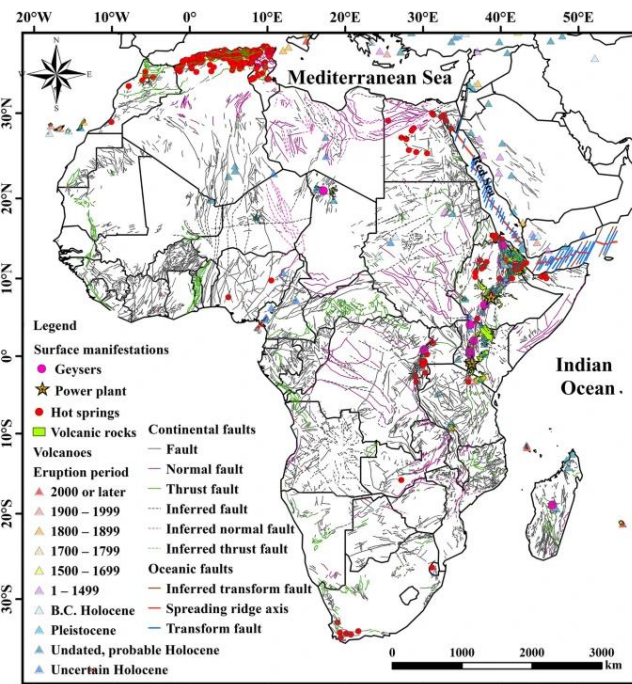 20°W 10°W 0° 10°E 20°E 30°E 40°E 50°E
N
W E
S
Mediterranean Sea
30°N
Red Sea
20°N
10°N
0°
10°S
20°S
30°S
Indian
Ocean
Legend
Surface manifestations
Geysers
Power plant
Hot springs
Volcanic rocks
Volcanoes
Eruption period
2000 or later
1900 – 1999
1800 – 1899
1700 – 1799
1500 – 1699
1 – 1499
B.C. Holocene
Pleistocene
Undated, probable Holocene
Uncertain Holocene
Continental faults
Fault
Normal fault
Thrust fault
Inferred fault
Inferred normal fault
Inferred thrust fault
Oceanic faults
Inferred transform fault
Spreading ridge axis
Transform fault
0 1000 2000 3000
km